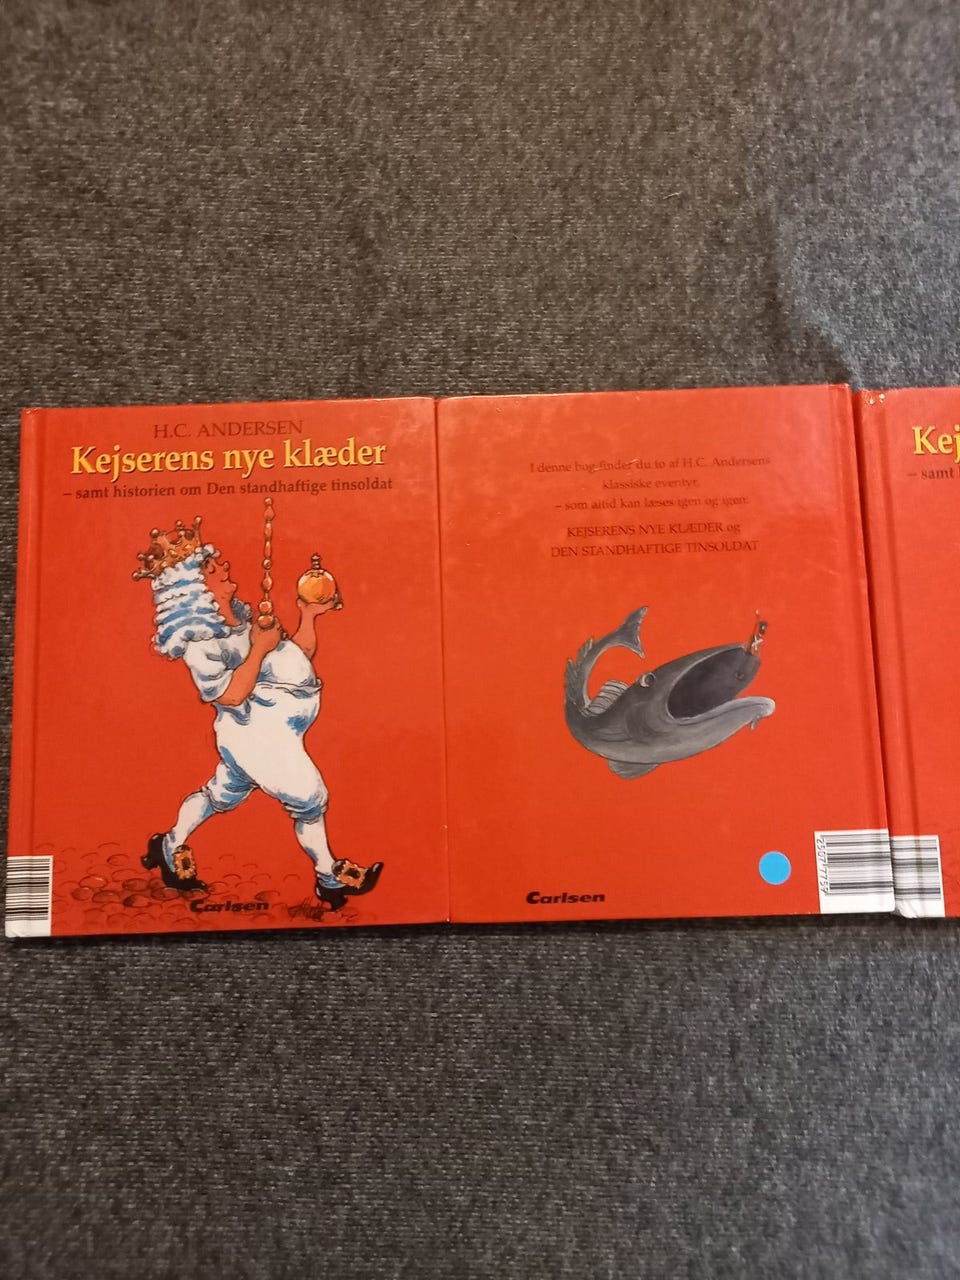 H.C. ANDERSEN
Kejserens nye klæder
– samt historien om Den standhaftige tinsoldat
Carlsen
I denne bog finder du to af H.C. Andersens
klassiske eventyr,
– som altid kan læses igen og igen.
KEJSERENS NYE KLÆDER og
DEN STANDHAFTIGE TINSOLDAT
Carlsen
Kej
– samt